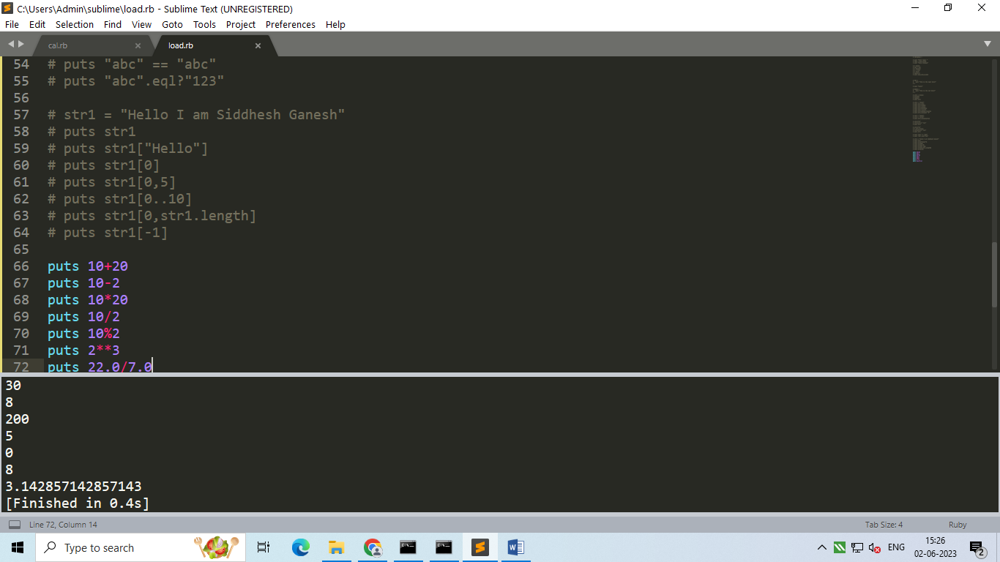 C:\Users\Admin\sublime\load.rb - Sublime Text (UNREGISTERED)
File Edit Selection Find View Goto Tools Project Preferences Help
cal.rb × load.rb ×
54 # puts "abc" == "abc"
55 # puts "abc".eql?"123"
56
57 # str1 = "Hello I am Siddhesh Ganesh"
58 # puts str1
59 # puts str1["Hello"]
60 # puts str1[0]
61 # puts str1[0,5]
62 # puts str1[0..10]
63 # puts str1[0,str1.length]
64 # puts str1[-1]
65
66 puts 10+20
67 puts 10-2
68 puts 10*20
69 puts 10/2
70 puts 10%2
71 puts 2**3
72 puts 22.0/7.0
30
8
200
5
0
8
3.142857142857143
[Finished in 0.4s]
Line 72, Column 14 Tab Size: 4 Ruby
Type to search ENG 15:26
02-06-2023 2